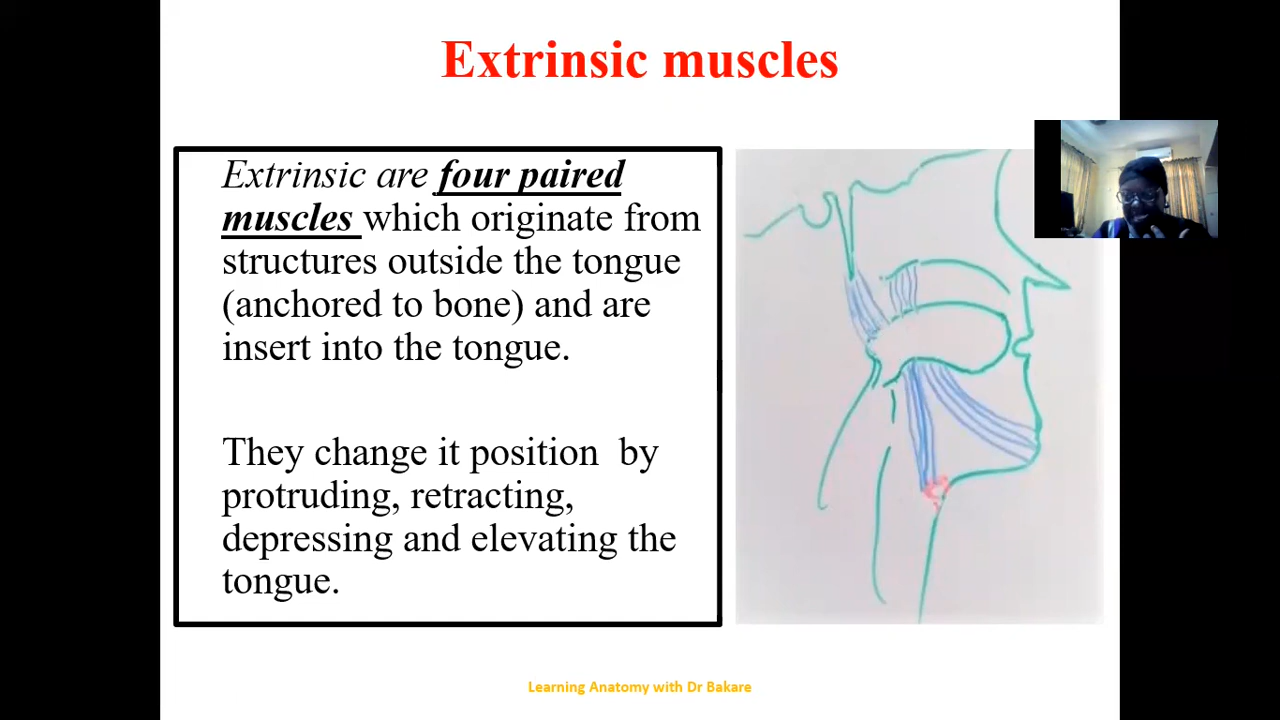 Extrinsic muscles
Extrinsic are four paired
muscles which originate from
structures outside the tongue
(anchored to bone) and are
insert into the tongue.
They change it position by
protruding, retracting,
depressing and elevating the
tongue.
Learning Anatomy with Dr Bakare